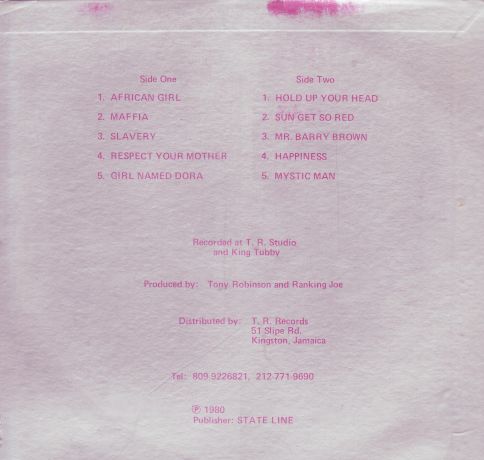 Side One
1. AFRICAN GIRL
2. MAFFIA
3. SLAVERY
4. RESPECT YOUR MOTHER
5. GIRL NAMED DORA
Side Two
1. HOLD UP YOUR HEAD
2. SUN GET SO RED
3. MR. BARRY BROWN
4. HAPPINESS
5. MYSTIC MAN
Recorded at T. R. Studio
and King Tubby
Produced by: Tony Robinson and Ranking Joe
Distributed by: T. R. Records
51 Slipe Rd.
Kingston, Jamaica
Tel: 809-9226821, 212-771-9690
℗ 1980
Publisher: STATE LINE